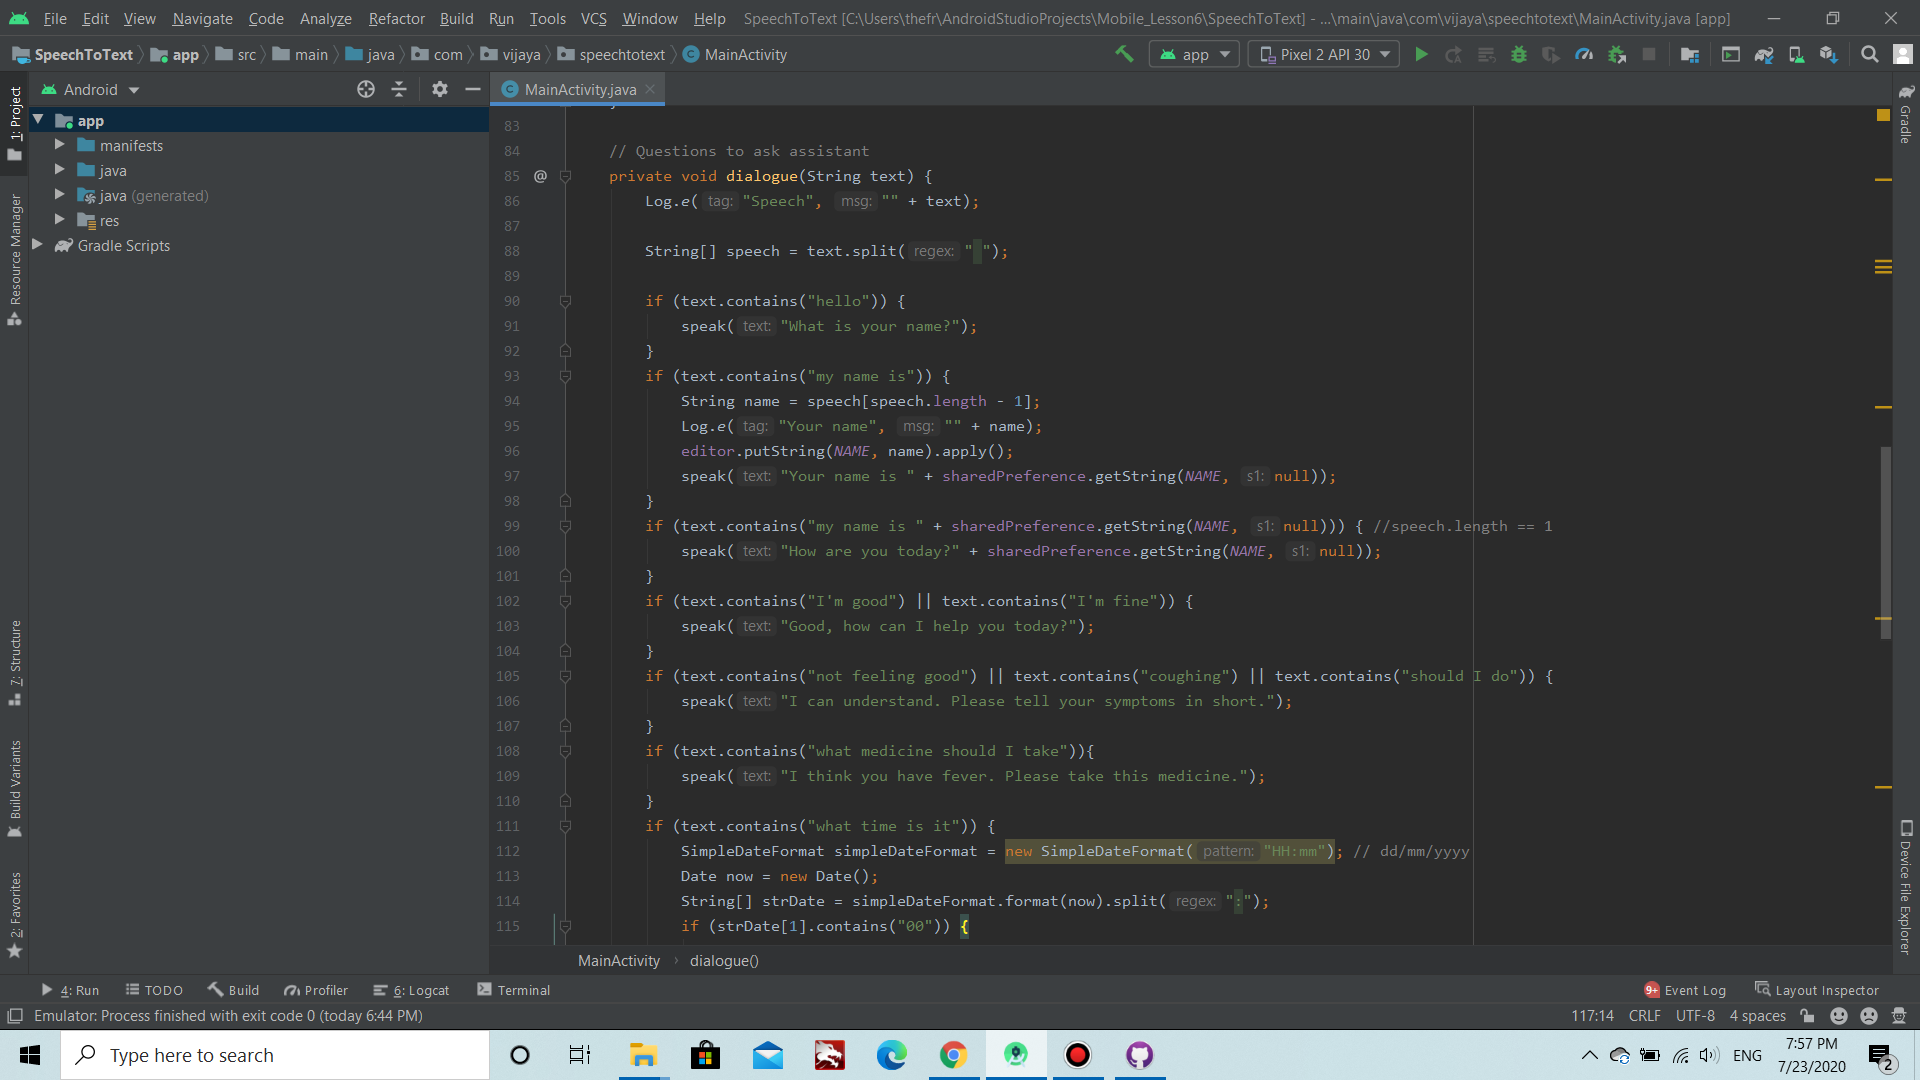 File Edit View Navigate Code Analyze Refactor Build Run Tools VCS Window Help SpeechToText [C:\Users\thefr\AndroidStudioProjects\Mobile_Lesson6\SpeechToText] - ...\main\java\com\vijaya\speechtotext\MainActivity.java [app]
SpeechToText app src main java com vijaya speechtotext MainActivity app Pixel 2 API 30
1: Project
Resource Manager
7: Structure
Build Variants
2: Favorites
Android
app
manifests
java
java (generated)
res
Gradle Scripts
MainActivity.java
83
84 // Questions to ask assistant
85 @ private void dialogue(String text) {
86 Log.e( tag: "Speech", msg: "" + text);
87
88 String[] speech = text.split( regex: " ");
89
90 if (text.contains("hello")) {
91 speak( text: "What is your name?");
92 }
93 if (text.contains("my name is")) {
94 String name = speech[speech.length - 1];
95 Log.e( tag: "Your name", msg: "" + name);
96 editor.putString(NAME, name).apply();
97 speak( text: "Your name is " + sharedPreference.getString(NAME, s1: null));
98 }
99 if (text.contains("my name is " + sharedPreference.getString(NAME, s1: null))) { //speech.length == 1
100 speak( text: "How are you today?" + sharedPreference.getString(NAME, s1: null));
101 }
102 if (text.contains("I'm good") || text.contains("I'm fine")) {
103 speak( text: "Good, how can I help you today?");
104 }
105 if (text.contains("not feeling good") || text.contains("coughing") || text.contains("should I do")) {
106 speak( text: "I can understand. Please tell your symptoms in short.");
107 }
108 if (text.contains("what medicine should I take")){
109 speak( text: "I think you have fever. Please take this medicine.");
110 }
111 if (text.contains("what time is it")) {
112 SimpleDateFormat simpleDateFormat = new SimpleDateFormat( pattern: "HH:mm"); // dd/mm/yyyy
113 Date now = new Date();
114 String[] strDate = simpleDateFormat.format(now).split( regex: ":");
115 if (strDate[1].contains("00")) {
MainActivity dialogue()
Gradle
Device File Explorer
4: Run TODO Build Profiler 6: Logcat Terminal 9+ Event Log Layout Inspector
Emulator: Process finished with exit code 0 (today 6:44 PM) 117:14 CRLF UTF-8 4 spaces
Type here to search
ENG
7:57 PM
7/23/2020
2